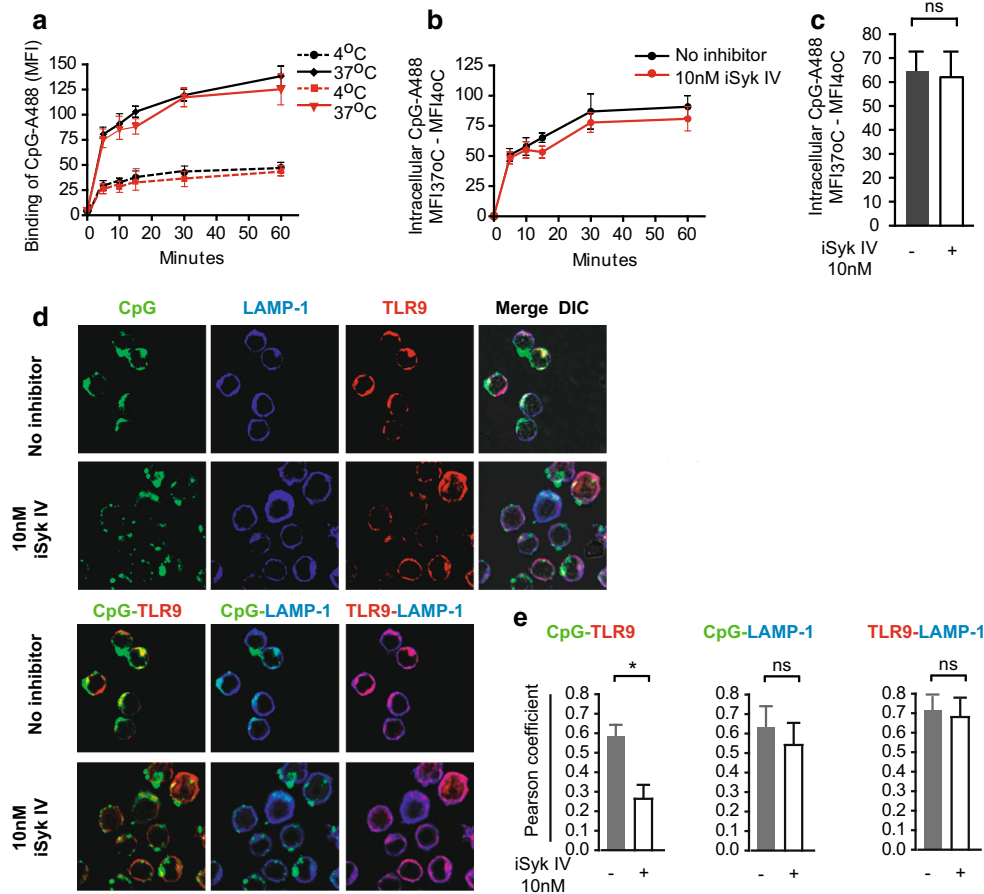 a
Binding of CpG-A488 (MFI)
150
125
100
75
50
25
0
0 10 20 30 40 50 60
Minutes
4oC
37oC
4oC
37oC
b
Intracellular CpG-A488
MFI37oC - MFI4oC
125
100
75
50
25
0
0 10 20 30 40 50 60
Minutes
No inhibitor
10nM iSyk IV
c
ns
Intracellular CpG-A488
MFI37oC - MFI4oC
80
70
60
50
40
30
20
10
0
iSyk IV
10nM
- +
d
CpG LAMP-1 TLR9 Merge DIC
No inhibitor
10nM
iSyk IV
CpG-TLR9 CpG-LAMP-1 TLR9-LAMP-1
No inhibitor
10nM
iSyk IV
e
CpG-TLR9 CpG-LAMP-1 TLR9-LAMP-1
Pearson coefficient
*
0.8
0.7
0.6
0.5
0.4
0.3
0.2
0.1
0.0
iSyk IV
10nM
- +
ns
0.8
0.7
0.6
0.5
0.4
0.3
0.2
0.1
0.0
- +
ns
0.8
0.7
0.6
0.5
0.4
0.3
0.2
0.1
0.0
- +